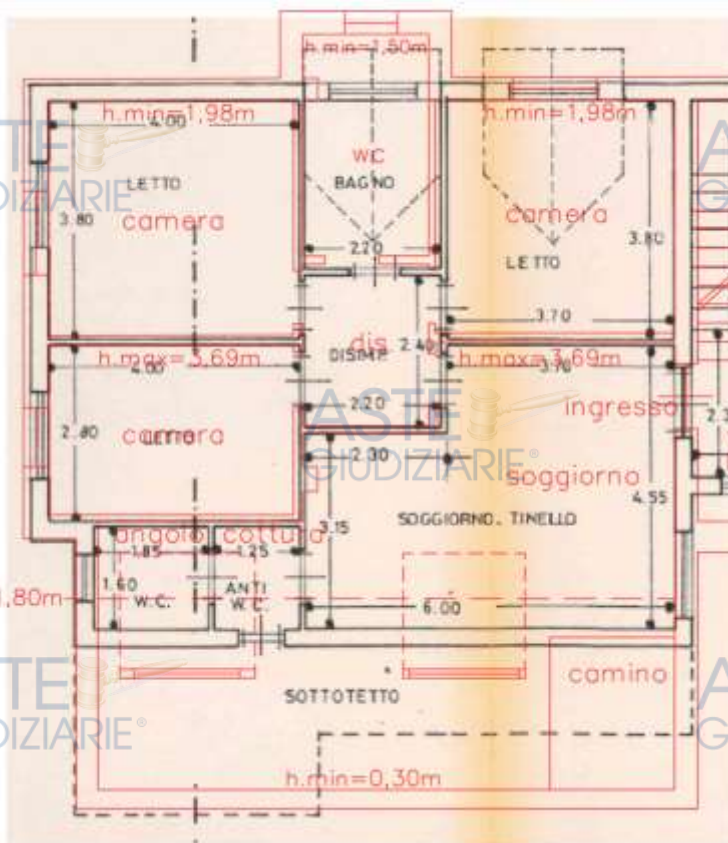 h.min=1,50m
h.min=1,98m
h.min=1,98m
4.00
ASTE
GIUDIZIARIE
LETTO
wc
BAGNO
camera
camera
3.80
3.80
2.20
LETTO
3.70
dis
DISIMP.
2.40
h.max=3,69m
h.max=3,69m
4.00
3.70
2.20
ingresso
ASTE
GIUDIZIARIE®
2.80
camera
LETTO
2.30
soggiorno
4.55
3.15
SOGGIORNO. TINELLO
angolo cottura
1.85
1.25
1.60
ANTI
W.C.
W.C.
1,80m
6.00
camino
SOTTOTETTO
ASTE
GIUDIZIARIE®
h.min=0,30m